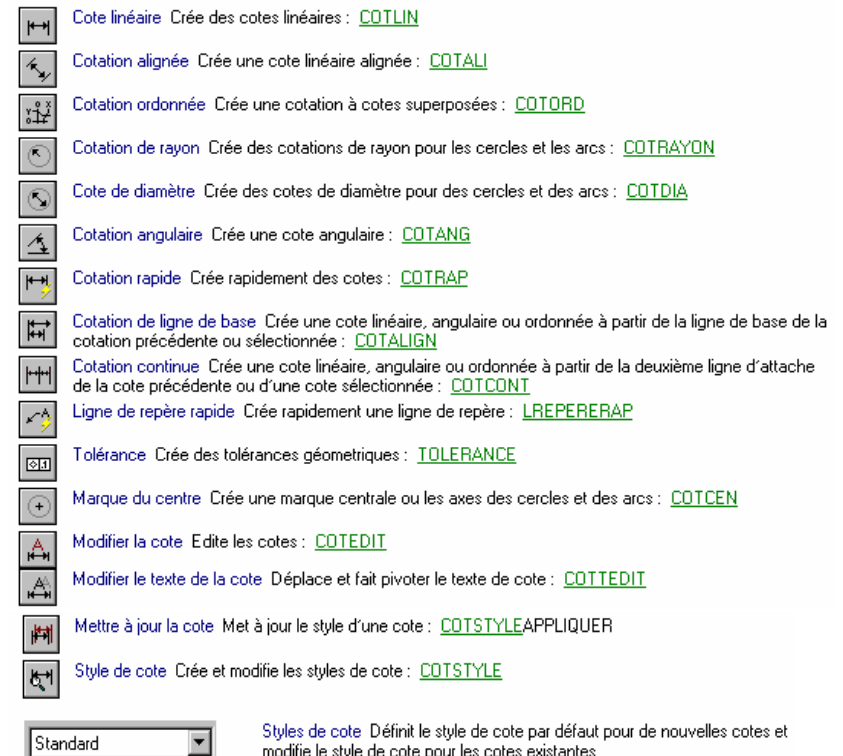 Cote linéaire Crée des cotes linéaires : COTLIN
Cotation alignée Crée une cote linéaire alignée : COTALI
Cotation ordonnée Crée une cotation à cotes superposées : COTORD
Cotation de rayon Crée des cotations de rayon pour les cercles et les arcs : COTRAYON
Cote de diamètre Crée des cotes de diamètre pour des cercles et des arcs : COTDIA
Cotation angulaire Crée une cote angulaire : COTANG
Cotation rapide Crée rapidement des cotes : COTRAP
Cotation de ligne de base Crée une cote linéaire, angulaire ou ordonnée à partir de la ligne de base de la
cotation précédente ou sélectionnée : COTALIGN
Cotation continue Crée une cote linéaire, angulaire ou ordonnée à partir de la deuxième ligne d'attache
de la cote précédente ou d'une cote sélectionnée : COTCONT
Ligne de repère rapide Crée rapidement une ligne de repère : LREPERERAP
Tolérance Crée des tolérances géometriques : TOLERANCE
Marque du centre Crée une marque centrale ou les axes des cercles et des arcs : COTCEN
Modifier la cote Edite les cotes : COTEDIT
Modifier le texte de la cote Déplace et fait pivoter le texte de cote : COTTEDIT
Mettre à jour la cote Met à jour le style d'une cote : COTSTYLEAPPLIQUER
Style de cote Crée et modifie les styles de cote : COTSTYLE
Standard
Styles de cote Définit le style de cote par défaut pour de nouvelles cotes et
modifie le style de cote pour les cotes existantes